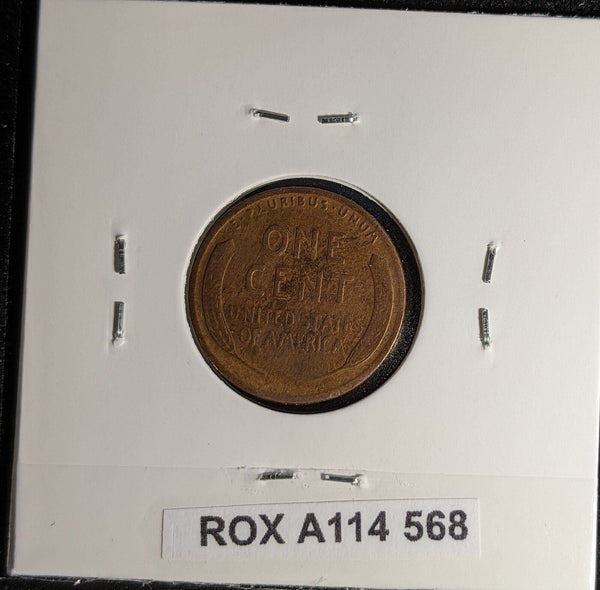 E·PLURIBUS·UNUM
ONE
CENT
UNITED STATES
OF AMERICA
ROX A114 568